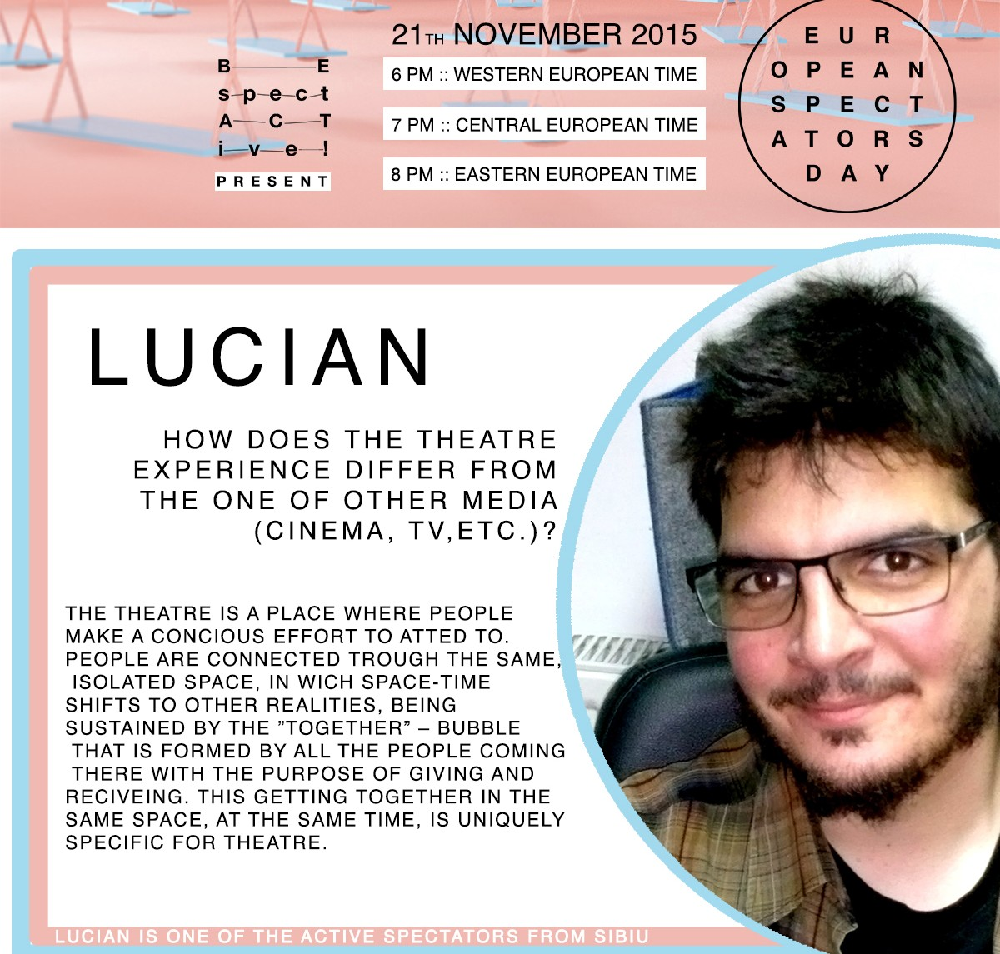 B E
spect
A C T
ive!
PRESENT
21TH NOVEMBER 2015
6 PM :: WESTERN EUROPEAN TIME
7 PM :: CENTRAL EUROPEAN TIME
8 PM :: EASTERN EUROPEAN TIME
EUR
OPEAN
SPECT
ATORS
DAY
LUCIAN
HOW DOES THE THEATRE
EXPERIENCE DIFFER FROM
THE ONE OF OTHER MEDIA
(CINEMA, TV,ETC.)?
THE THEATRE IS A PLACE WHERE PEOPLE
MAKE A CONCIOUS EFFORT TO ATTED TO.
PEOPLE ARE CONNECTED TROUGH THE SAME,
ISOLATED SPACE, IN WICH SPACE-TIME
SHIFTS TO OTHER REALITIES, BEING
SUSTAINED BY THE ”TOGETHER” – BUBBLE
THAT IS FORMED BY ALL THE PEOPLE COMING
THERE WITH THE PURPOSE OF GIVING AND
RECIVEING. THIS GETTING TOGETHER IN THE
SAME SPACE, AT THE SAME TIME, IS UNIQUELY
SPECIFIC FOR THEATRE.
LUCIAN IS ONE OF THE ACTIVE SPECTATORS FROM SIBIU